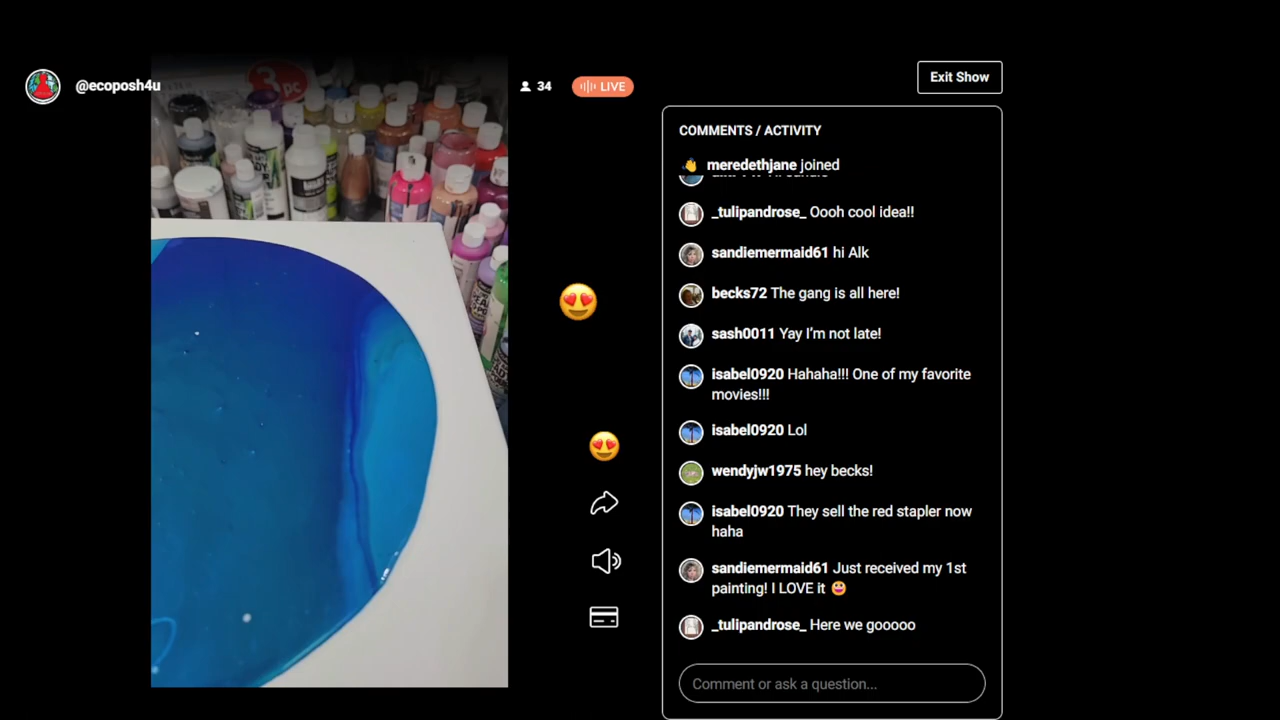 @ecoposh4u
34
LIVE
Exit Show
3
pc
COMMENTS / ACTIVITY
meredethjane joined
_tulipandrose_ Oooh cool idea!!
sandiemermaid61 hi Alk
becks72 The gang is all here!
sash0011 Yay I'm not late!
isabel0920 Hahaha!!! One of my favorite
movies!!!
isabel0920 Lol
wendyjw1975 hey becks!
isabel0920 They sell the red stapler now
haha
sandiemermaid61 Just received my 1st
painting! I LOVE it
_tulipandrose_ Here we gooooo
Comment or ask a question...